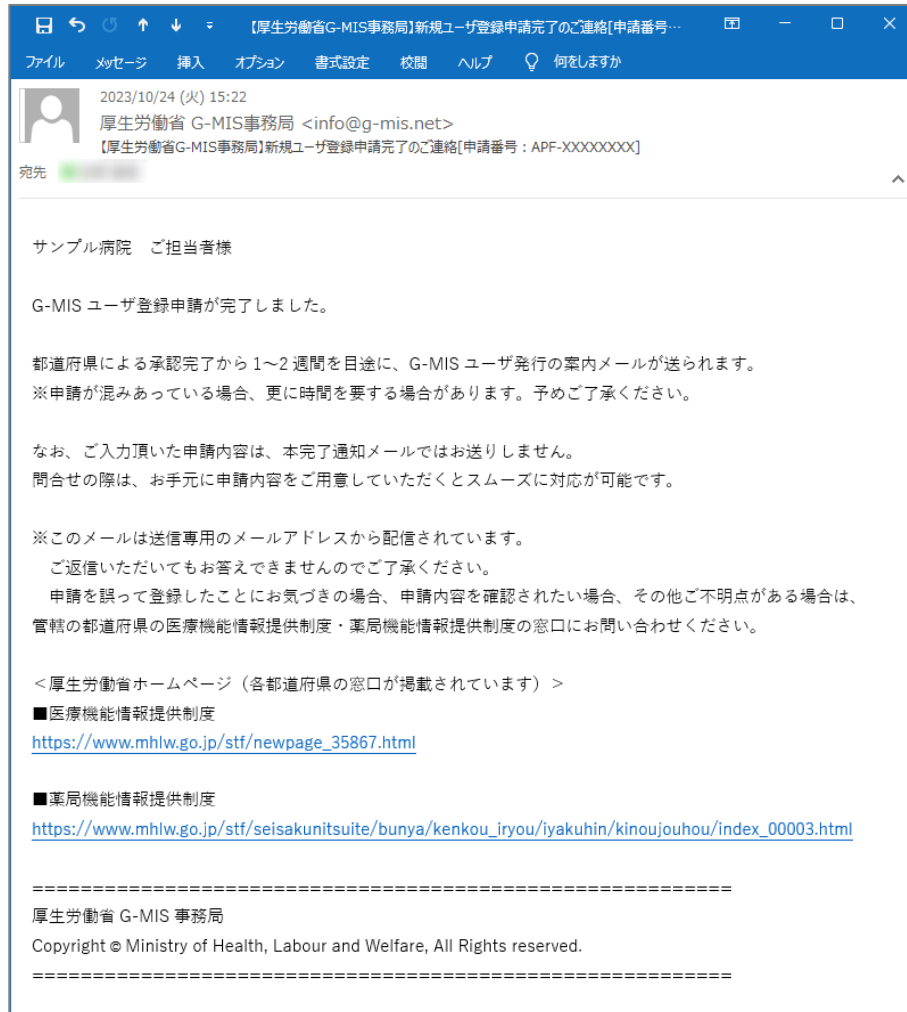 【厚生労働省G-MIS事務局】新規ユーザ登録申請完了のご連絡[申請番号…
ファイル メッセージ 挿入 オプション 書式設定 校閲 ヘルプ 何をしますか
2023/10/24 (火) 15:22
厚生労働省 G-MIS事務局 <info@g-mis.net>
【厚生労働省G-MIS事務局】新規ユーザ登録申請完了のご連絡[申請番号：APF-XXXXXXXX]
宛先
サンプル病院　ご担当者様
G-MIS ユーザ登録申請が完了しました。
都道府県による承認完了から 1～2 週間を目途に、G-MIS ユーザ発行の案内メールが送られます。
※申請が混みあっている場合、更に時間を要する場合があります。予めご了承ください。
なお、ご入力頂いた申請内容は、本完了通知メールではお送りしません。
問合せの際は、お手元に申請内容をご用意していただくとスムーズに対応が可能です。
※このメールは送信専用のメールアドレスから配信されています。
　ご返信いただいてもお答えできませんのでご了承ください。
　申請を誤って登録したことにお気づきの場合、申請内容を確認されたい場合、その他ご不明点がある場合は、
管轄の都道府県の医療機能情報提供制度・薬局機能情報提供制度の窓口にお問い合わせください。
＜厚生労働省ホームページ（各都道府県の窓口が掲載されています）＞
■医療機能情報提供制度
https://www.mhlw.go.jp/stf/newpage_35867.html
■薬局機能情報提供制度
https://www.mhlw.go.jp/stf/seisakunitsuite/bunya/kenkou_iryou/iyakuhin/kinoujouhou/index_00003.html
==========================================================
厚生労働省 G-MIS 事務局
Copyright © Ministry of Health, Labour and Welfare, All Rights reserved.
==========================================================